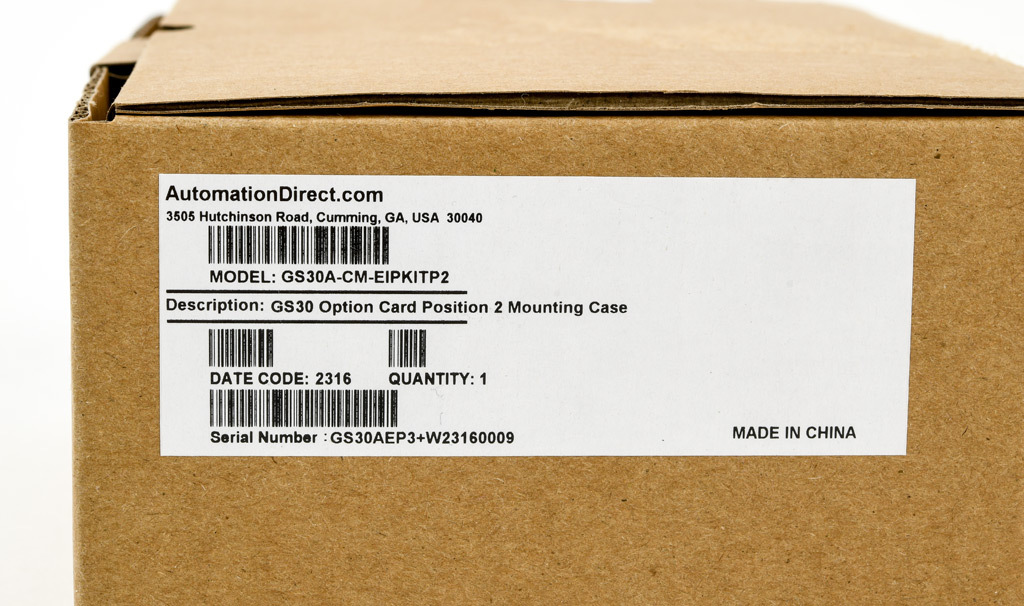 AutomationDirect.com
3505 Hutchinson Road, Cumming, GA, USA 30040
MODEL: GS30A-CM-EIPKITP2
Description: GS30 Option Card Position 2 Mounting Case
DATE CODE: 2316 QUANTITY: 1
Serial Number : GS30AEP3+W23160009
MADE IN CHINA